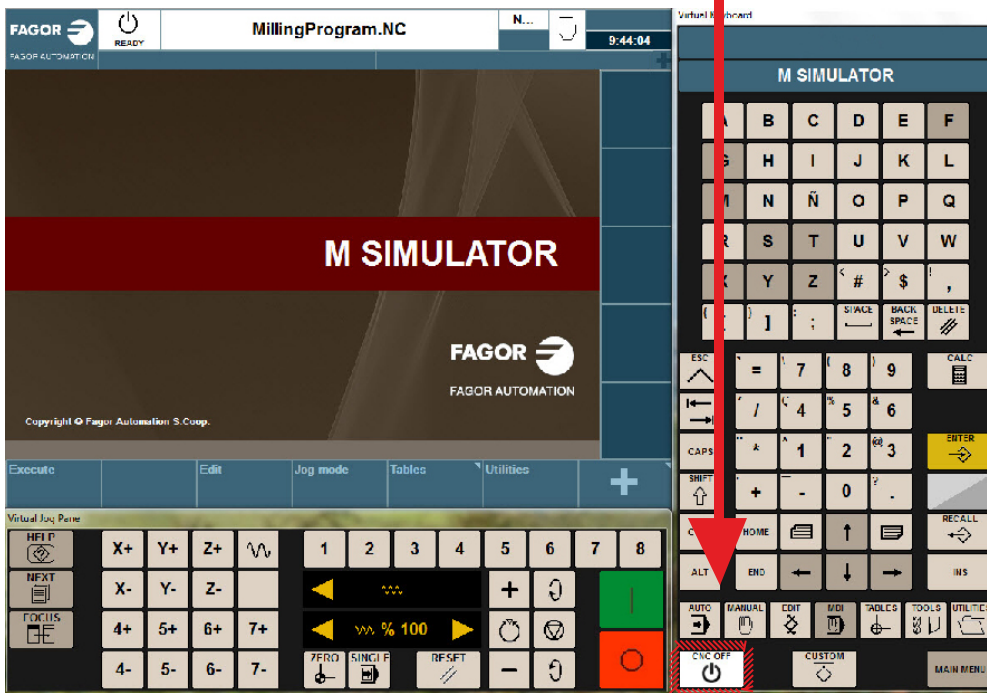 FAGOR
FAGOR AUTOMATION
READY
MillingProgram.NC
N...
9:44:04
M SIMULATOR
FAGOR
FAGOR AUTOMATION
Copyright © Fagor Automation S.Coop.
Execute Edit Jog mode Tables Utilities +
Virtual Jog Pane
HELP X+ Y+ Z+ 1 2 3 4 5 6 7 8
NEXT X- Y- Z- +
FOCUS 4+ 5+ 6+ 7+ % 100
4- 5- 6- 7- ZERO SINGLE RESET -
Virtual Keyboard
M SIMULATOR
B C D E F
H I J K L
N Ñ O P Q
S T U V W
Y Z < # > $ ! ,
( ) ] : ; SPACE BACK SPACE DELETE
ESC = \ 7 ( 8 ) 9 CALC
/ 4 % 5 & 6
CAPS * ^ 1 2 @ 3 ENTER
SHIFT + - 0 ? .
HOME RECALL
ALT END INS
AUTO MANUAL EDIT MDI TABLES TOOLS UTILITIES
CNC OFF CUSTOM MAIN MENU